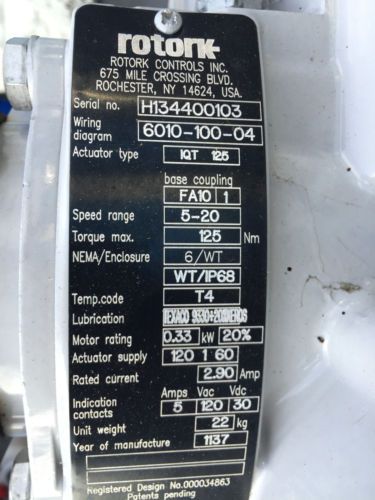 rotork
ROTORK CONTROLS INC.
675 MILE CROSSING BLVD.
ROCHESTER, NY 14624, USA.
Serial no. H134400103
Wiring diagram 6010-100-04
Actuator type IQT 125
base coupling
FA10 1
Speed range 5-20
Torque max. 125 Nm
NEMA/Enclosure 6/WT
WT/IP68
Temp.code T4
Lubrication TEXACO
Motor rating 0.33 kW 20%
Actuator supply 120 1 60
Rated current 2.90 Amp
Amps Vac Vdc
Indication contacts 5 120 30
Unit weight 22 kg
Year of manufacture 1137
Registered Design No.000034863
Patents pending